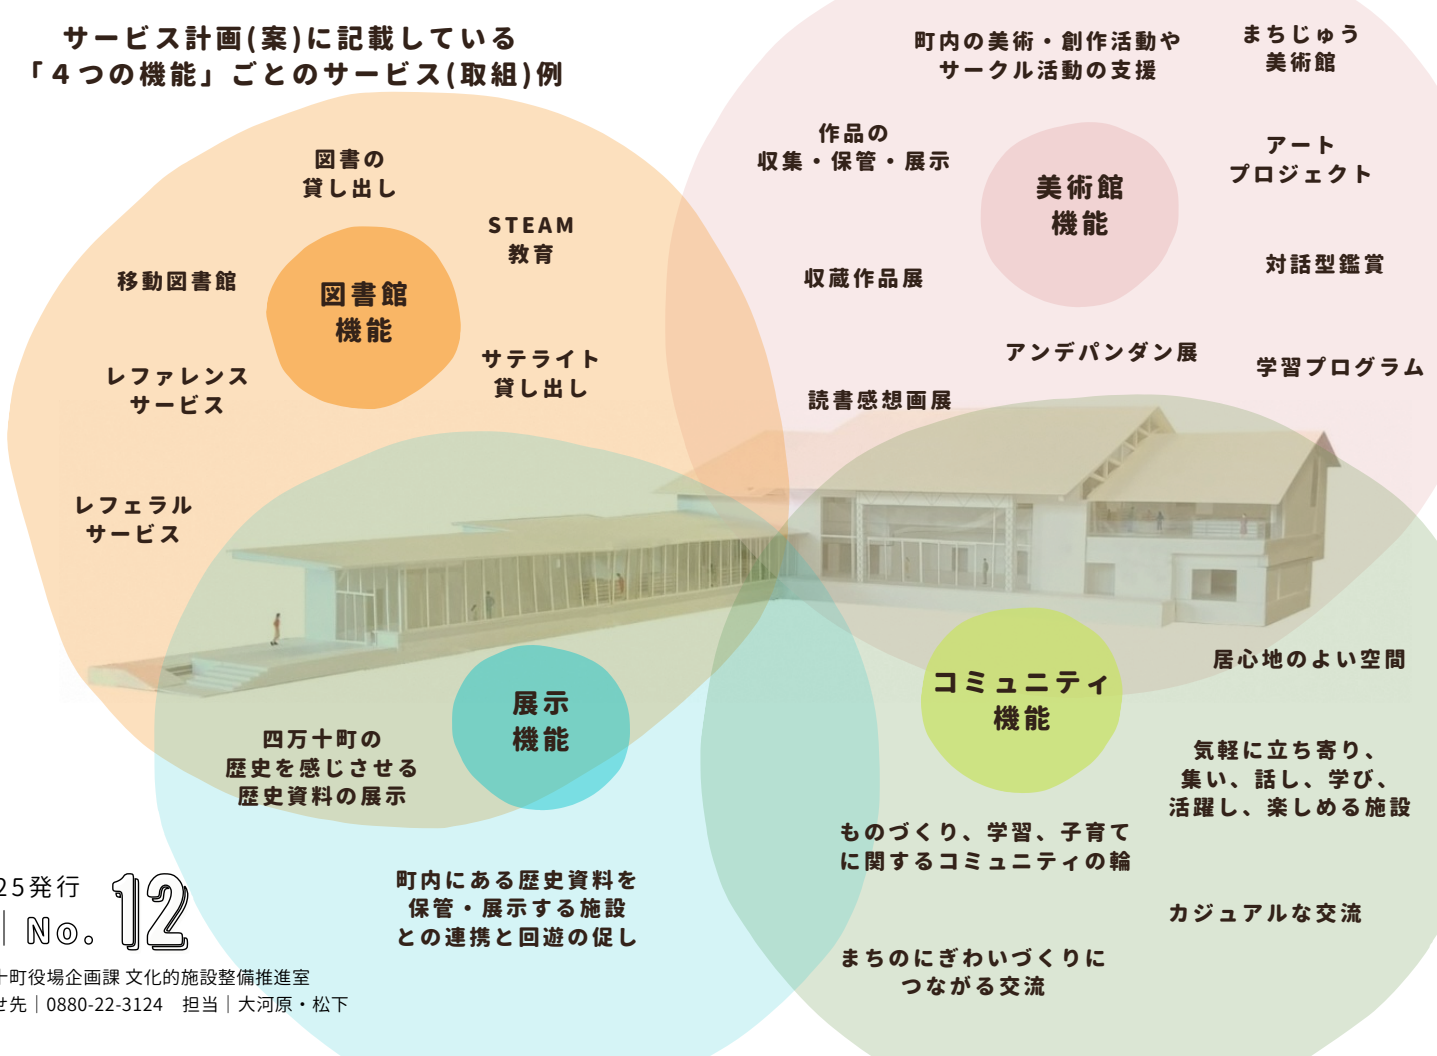 サービス計画(案)に記載している
「４つの機能」ごとのサービス(取組)例
図書の
貸し出し
STEAM
教育
移動図書館
図書館
機能
レファレンス
サービス
サテライト
貸し出し
レフェラル
サービス
町内の美術・創作活動や
サークル活動の支援
まちじゅう
美術館
作品の
収集・保管・展示
アート
プロジェクト
美術館
機能
収蔵作品展
対話型鑑賞
アンデパンダン展
学習プログラム
読書感想画展
展示
機能
四万十町の
歴史を感じさせる
歴史資料の展示
町内にある歴史資料を
保管・展示する施設
との連携と回遊の促し
コミュニティ
機能
居心地のよい空間
気軽に立ち寄り、
集い、話し、学び、
活躍し、楽しめる施設
ものづくり、学習、子育て
に関するコミュニティの輪
カジュアルな交流
まちのにぎわいづくりに
つながる交流
25発行
｜No. 12
十町役場企画課 文化的施設整備推進室
せ先｜0880-22-3124　担当｜大河原・松下